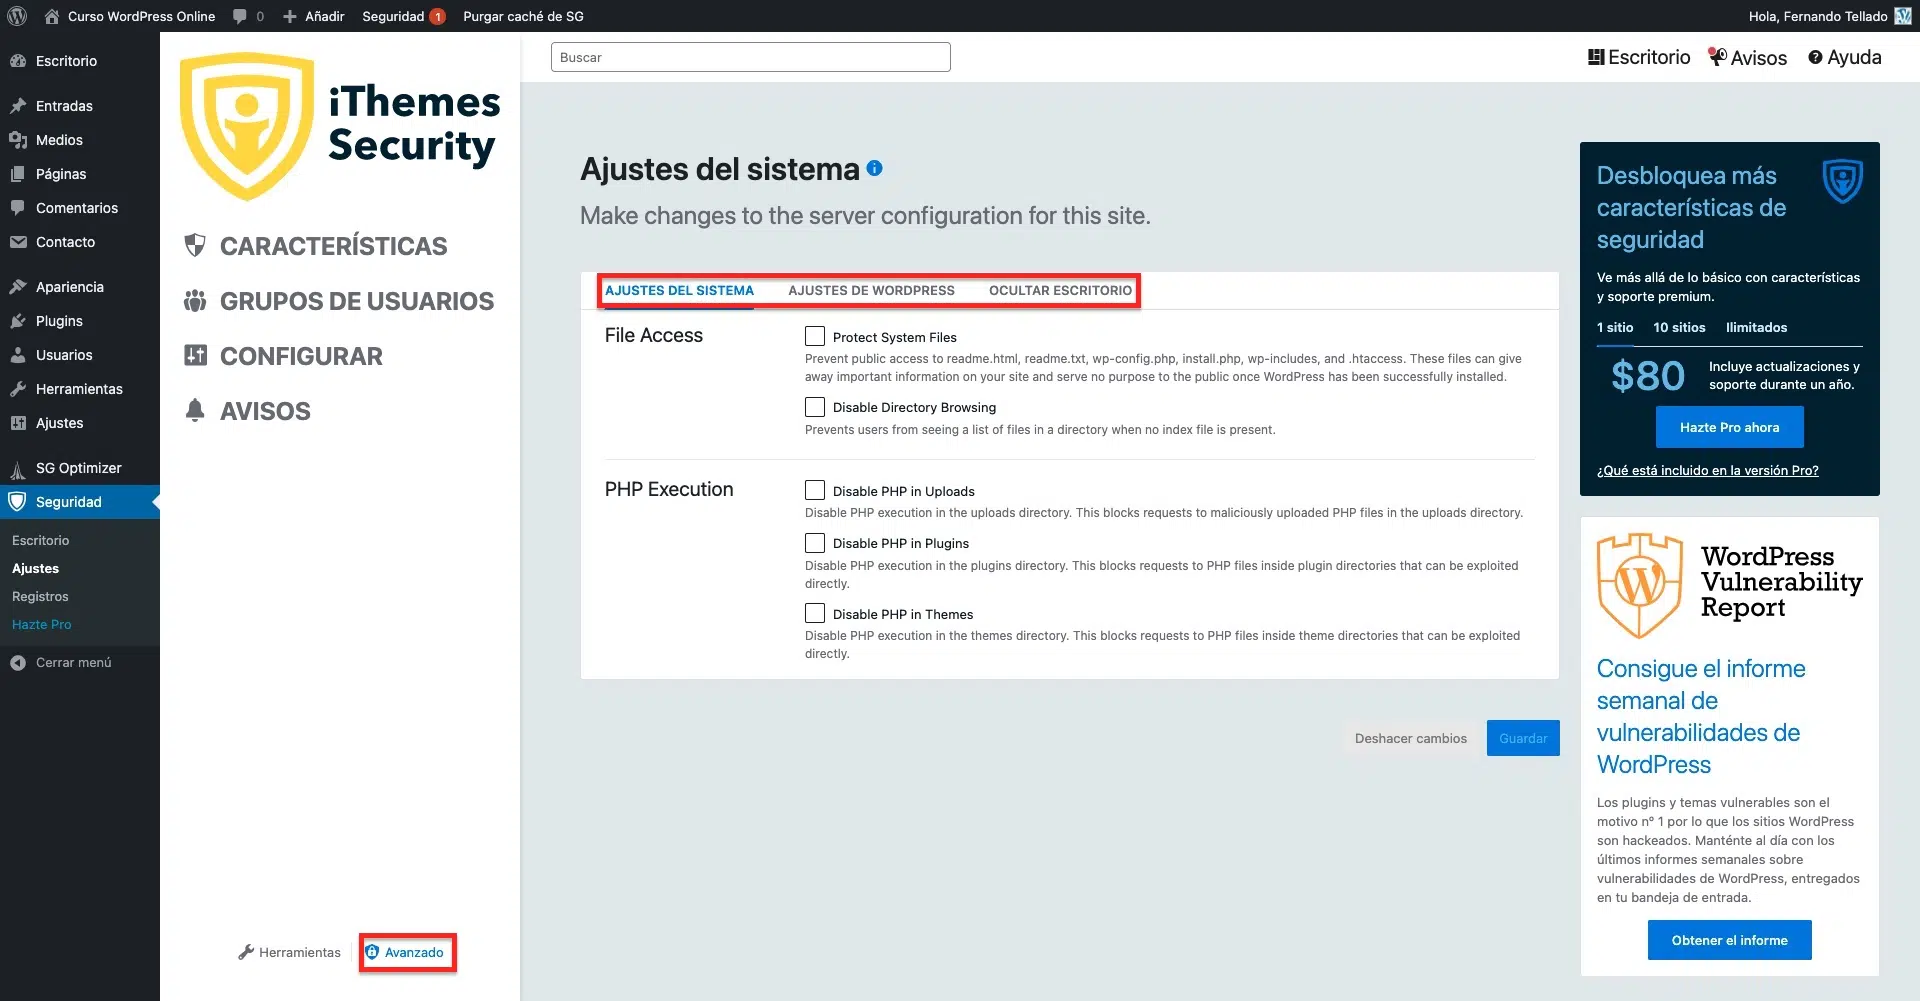 Curso WordPress Online
0
Añadir
Seguridad 1
Purgar caché de SG
Hola, Fernando Tellado
Escritorio
Entradas
Medios
Páginas
Comentarios
Contacto
Apariencia
Plugins
Usuarios
Herramientas
Ajustes
SG Optimizer
Seguridad
Escritorio
Ajustes
Registros
Hazte Pro
Cerrar menú
iThemes
Security
CARACTERÍSTICAS
GRUPOS DE USUARIOS
CONFIGURAR
AVISOS
Herramientas
Avanzado
Buscar
Escritorio
Avisos
Ayuda
Ajustes del sistema
Make changes to the server configuration for this site.
AJUSTES DEL SISTEMA
AJUSTES DE WORDPRESS
OCULTAR ESCRITORIO
File Access
Protect System Files
Prevent public access to readme.html, readme.txt, wp-config.php, install.php, wp-includes, and .htaccess. These files can give
away important information on your site and serve no purpose to the public once WordPress has been successfully installed.
Disable Directory Browsing
Prevents users from seeing a list of files in a directory when no index file is present.
PHP Execution
Disable PHP in Uploads
Disable PHP execution in the uploads directory. This blocks requests to maliciously uploaded PHP files in the uploads directory.
Disable PHP in Plugins
Disable PHP execution in the plugins directory. This blocks requests to PHP files inside plugin directories that can be exploited
directly.
Disable PHP in Themes
Disable PHP execution in the themes directory. This blocks requests to PHP files inside theme directories that can be exploited
directly.
Deshacer cambios
Guardar
Desbloquea más
características de
seguridad
Ve más allá de lo básico con características
y soporte premium.
1 sitio
10 sitios
Ilimitados
$80
Incluye actualizaciones y
soporte durante un año.
Hazte Pro ahora
¿Qué está incluido en la versión Pro?
WordPress
Vulnerability
Report
Consigue el informe
semanal de
vulnerabilidades de
WordPress
Los plugins y temas vulnerables son el
motivo nº 1 por lo que los sitios WordPress
son hackeados. Manténte al día con los
últimos informes semanales sobre
vulnerabilidades de WordPress, entregados
en tu bandeja de entrada.
Obtener el informe